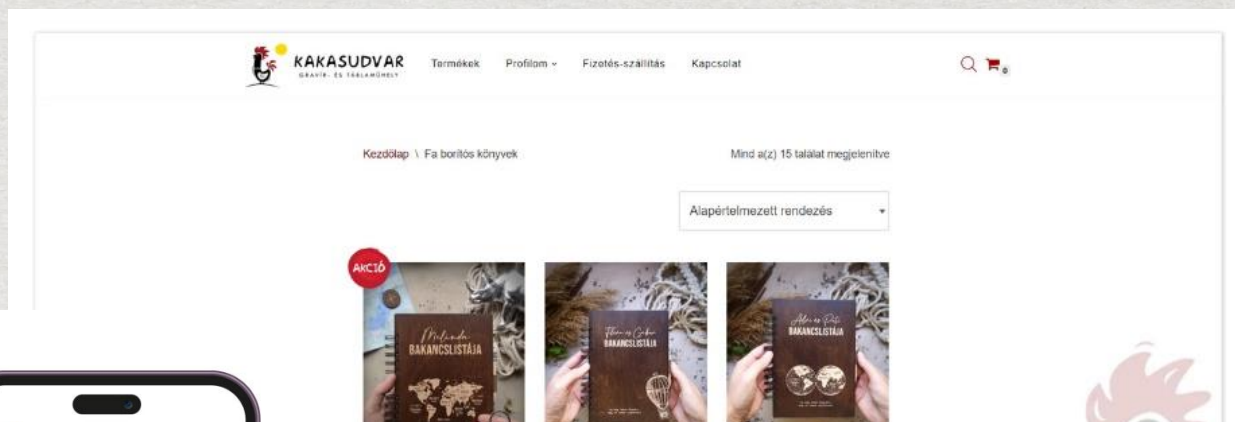 KAKASUDVAR
GRAVÍR- ÉS TÁBLAMŰHELY
Termékek
Profilom
Fizetés-szállítás
Kapcsolat
0
Kezdőlap \ Fa borítós könyvek
Mind a(z) 15 találat megjelenítve
Alapértelmezett rendezés
AKCIÓ
Melinda
BAKANCSLISTÁJA
BAKANCSLISTÁJA
BAKANCSLISTÁJA